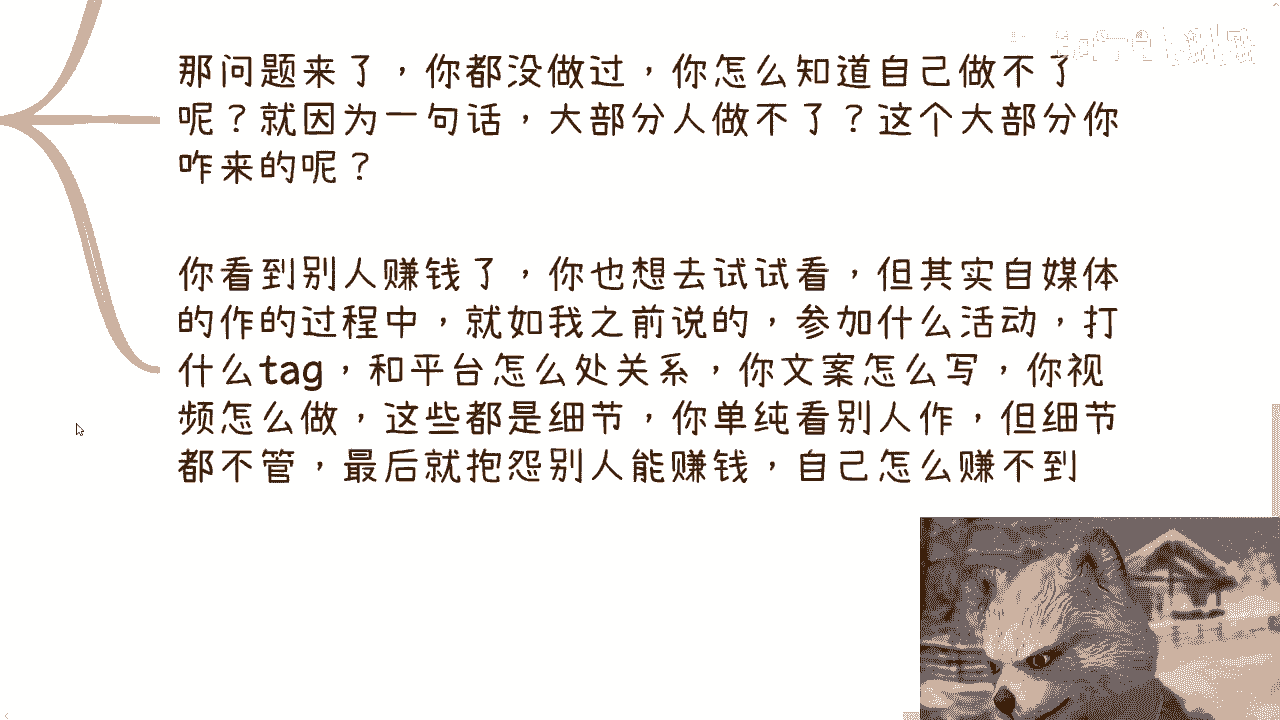 那问题来了，你都没做过，你怎么知道自己做不了
呢？就因为一句话，大部分人做不了？这个大部分你
咋来的呢？
你看到别人赚钱了，你也想去试试看，但其实自媒体
的作的过程中，就如我之前说的，参加什么活动，打
什么tag，和平台怎么处关系，你文案怎么写，你视
频怎么做，这些都是细节，你单纯看别人作，但细节
都不管，最后就抱怨别人能赚钱，自己怎么赚不到